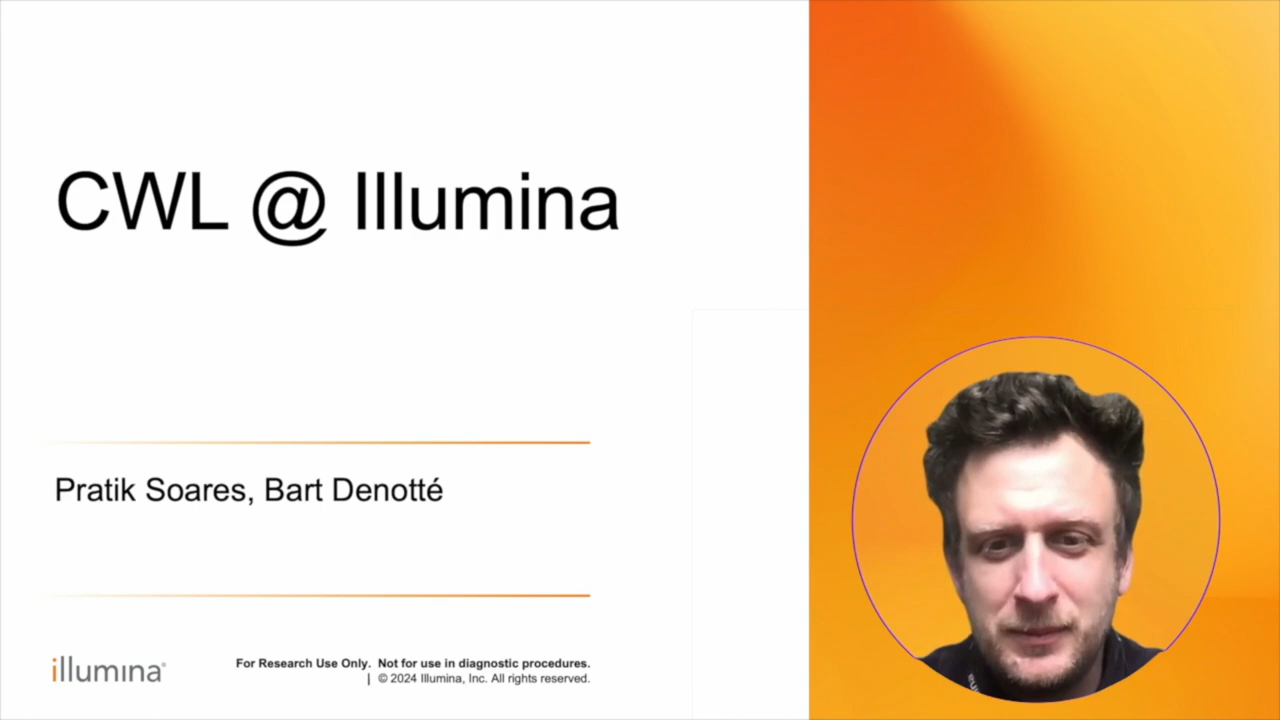 CWL @ Illumina
Pratik Soares, Bart Denotté
illumına®
For Research Use Only. Not for use in diagnostic procedures.
| © 2024 Illumina, Inc. All rights reserved.